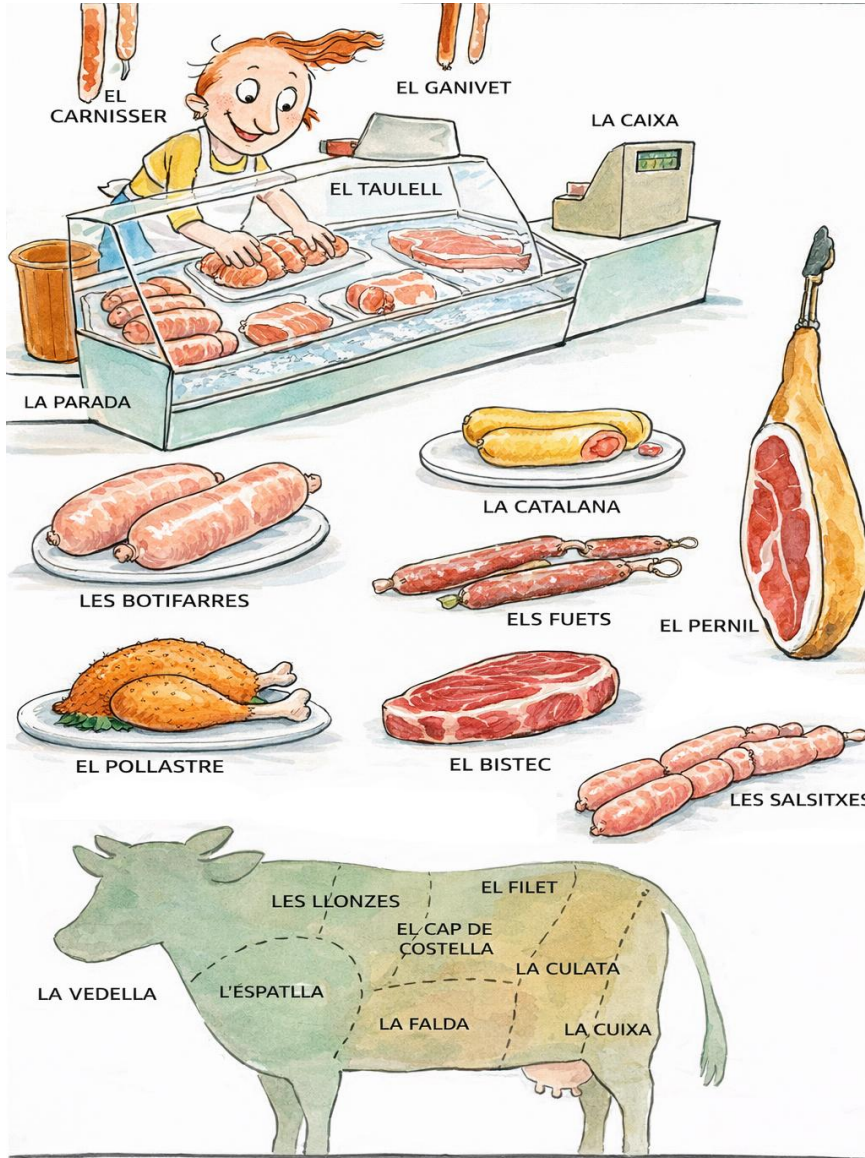 EL
CARNISSER
EL GANIVET
LA CAIXA
EL TAULELL
LA PARADA
LA CATALANA
LES BOTIFARRES
ELS FUETS
EL PERNIL
EL POLLASTRE
EL BISTEC
LES SALSITXES
LES LLONZES
EL FILET
EL CAP DE
COSTELLA
LA CULATA
LA VEDELLA
L'ESPATLLA
LA FALDA
LA CUIXA